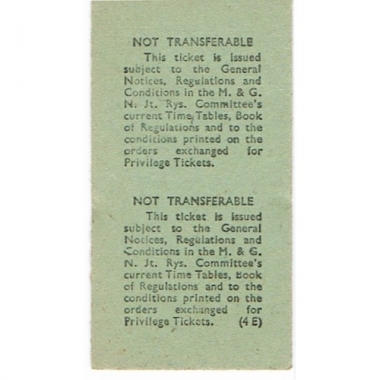 NOT TRANSFERABLE
This ticket is issued
subject to the General
Notices, Regulations and
Conditions in the M. & G.
N. Jt. Rys. Committee's
current Time Tables, Book
of Regulations and to the
conditions printed on the
orders exchanged for
Privilege Tickets.
NOT TRANSFERABLE
This ticket is issued
subject to the General
Notices, Regulations and
Conditions in the M. & G.
N. Jt. Rys. Committee's
current Time Tables, Book
of Regulations and to the
conditions printed on the
orders exchanged for
Privilege Tickets. (4 E)